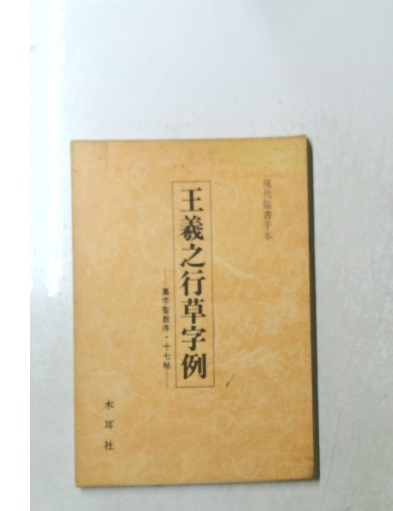 現代臨書手本
王羲之行草字例
集字聖教序・十七帖
木耳社